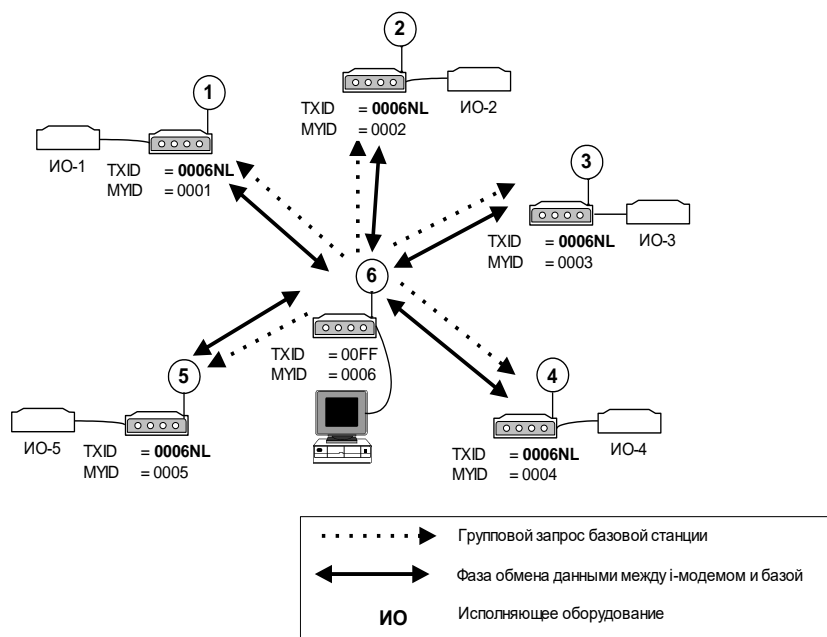 2
1
TXID = 0006NL
MYID = 0002
ИО-2
ИО-1
TXID = 0006NL
MYID = 0001
3
TXID = 0006NL
MYID = 0003
ИО-3
6
TXID = 00FF
MYID = 0006
5
ИО-5
TXID = 0006NL
MYID = 0005
4
TXID = 0006NL
MYID = 0004
ИО-4
Групповой запрос базовой станции
Фаза обмена данными между i-модемом и базой
ИО Исполняющее оборудование